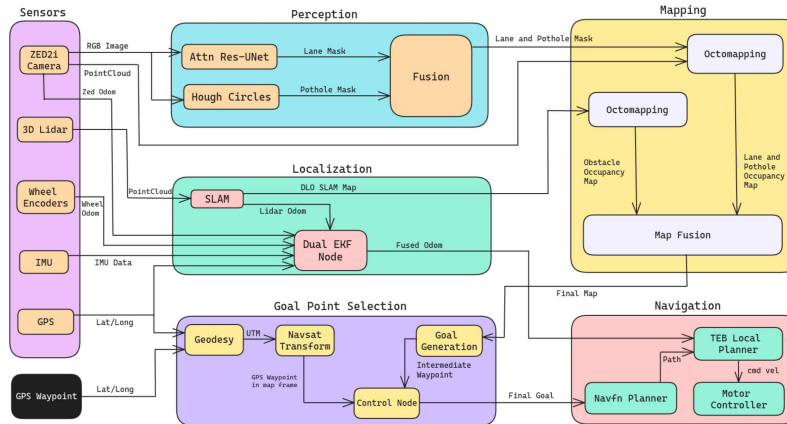 Sensors
Perception
Mapping
ZED2i
Camera
RGB Image
PointCloud
Zed Odom
Attn Res-UNet
Lane Mask
Hough Circles
Pothole Mask
Fusion
Lane and Pothole Mask
Octomapping
Octomapping
3D Lidar
PointCloud
Localization
DLO SLAM Map
SLAM
Lidar Odom
Obstacle
Occupancy
Map
Lane and
Pothole
Occupancy
Map
Wheel
Encoders
Wheel
Odom
Dual EKF
Node
Fused Odom
Map Fusion
IMU
IMU Data
Final Map
GPS
Lat/Long
Goal Point Selection
Navigation
Geodesy
UTM
Navsat
Transform
Goal
Generation
TEB Local
Planner
GPS Waypoint
in map frame
Intermediate
Waypoint
Path
cmd vel
GPS Waypoint
Lat/Long
Control Node
Final Goal
Navfn Planner
Motor
Controller